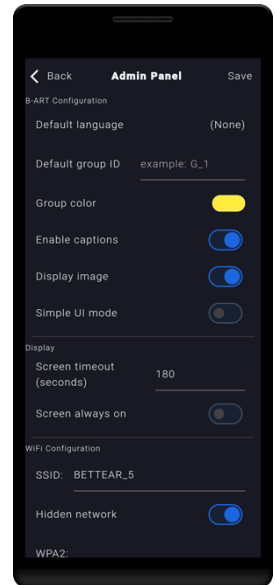 Back Admin Panel Save
B-ART Configuration
Default language (None)
Default group ID example: G_1
Group color
Enable captions
Display image
Simple UI mode
Display
Screen timeout
(seconds) 180
Screen always on
WiFi Configuration
SSID: BETTEAR_5
Hidden network
WPA2: